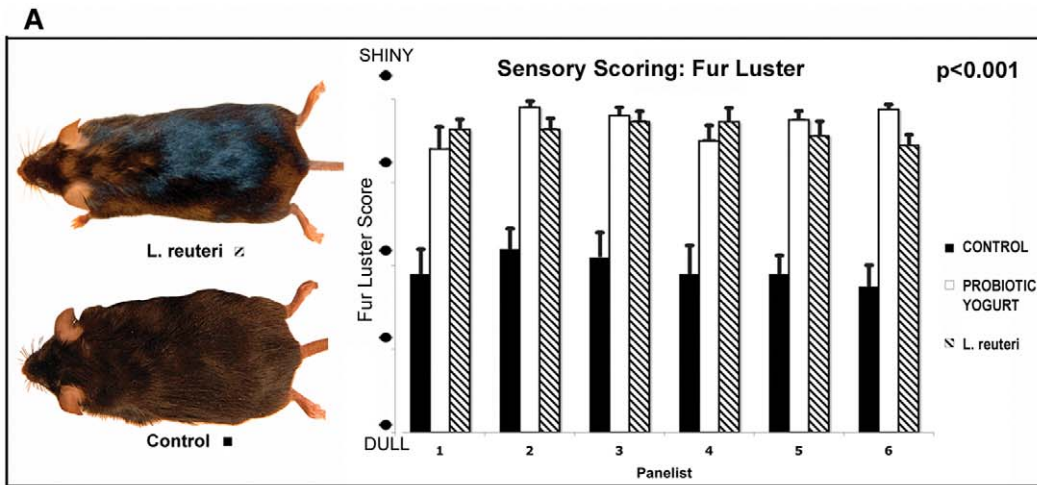 A
SHINY
Sensory Scoring: Fur Luster
p<0.001
L. reuteri
Control
Fur Luster Score
CONTROL
PROBIOTIC
YOGURT
L. reuteri
DULL
1 2 3 4 5 6
Panelist